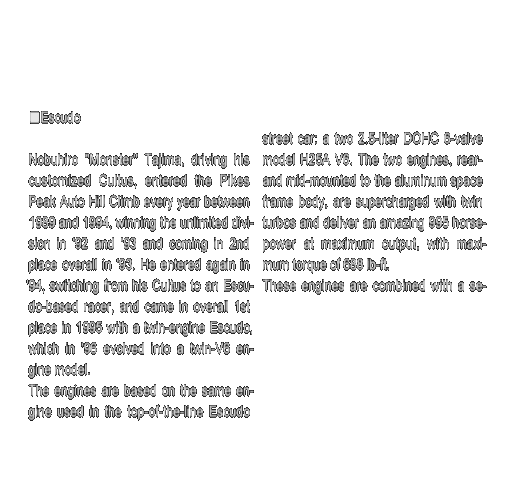 ■Escudo
Nobuhiro "Monster" Tajima, driving his
customized Cultus, entered the Pikes
Peak Auto Hill Climb every year between
1989 and 1994, winning the unlimited divi-
sion in '92 and '93 and coming in 2nd
place overall in '93. He entered again in
'94, switching from his Cultus to an Escu-
do-based racer, and came in overall 1st
place in 1995 with a twin-engine Escudo,
which in '96 evolved into a twin-V6 en-
gine model.
The engines are based on the same en-
gine used in the top-of-the-line Escudo
street car: a two 2.5-liter DOHC 8-valve
model H25A V6. The two engines, rear-
and mid-mounted to the aluminum space
frame body, are supercharged with twin
turbos and deliver an amazing 995 horse-
power at maximum output, with maxi-
mum torque of 688 lb-ft.
These engines are combined with a se-